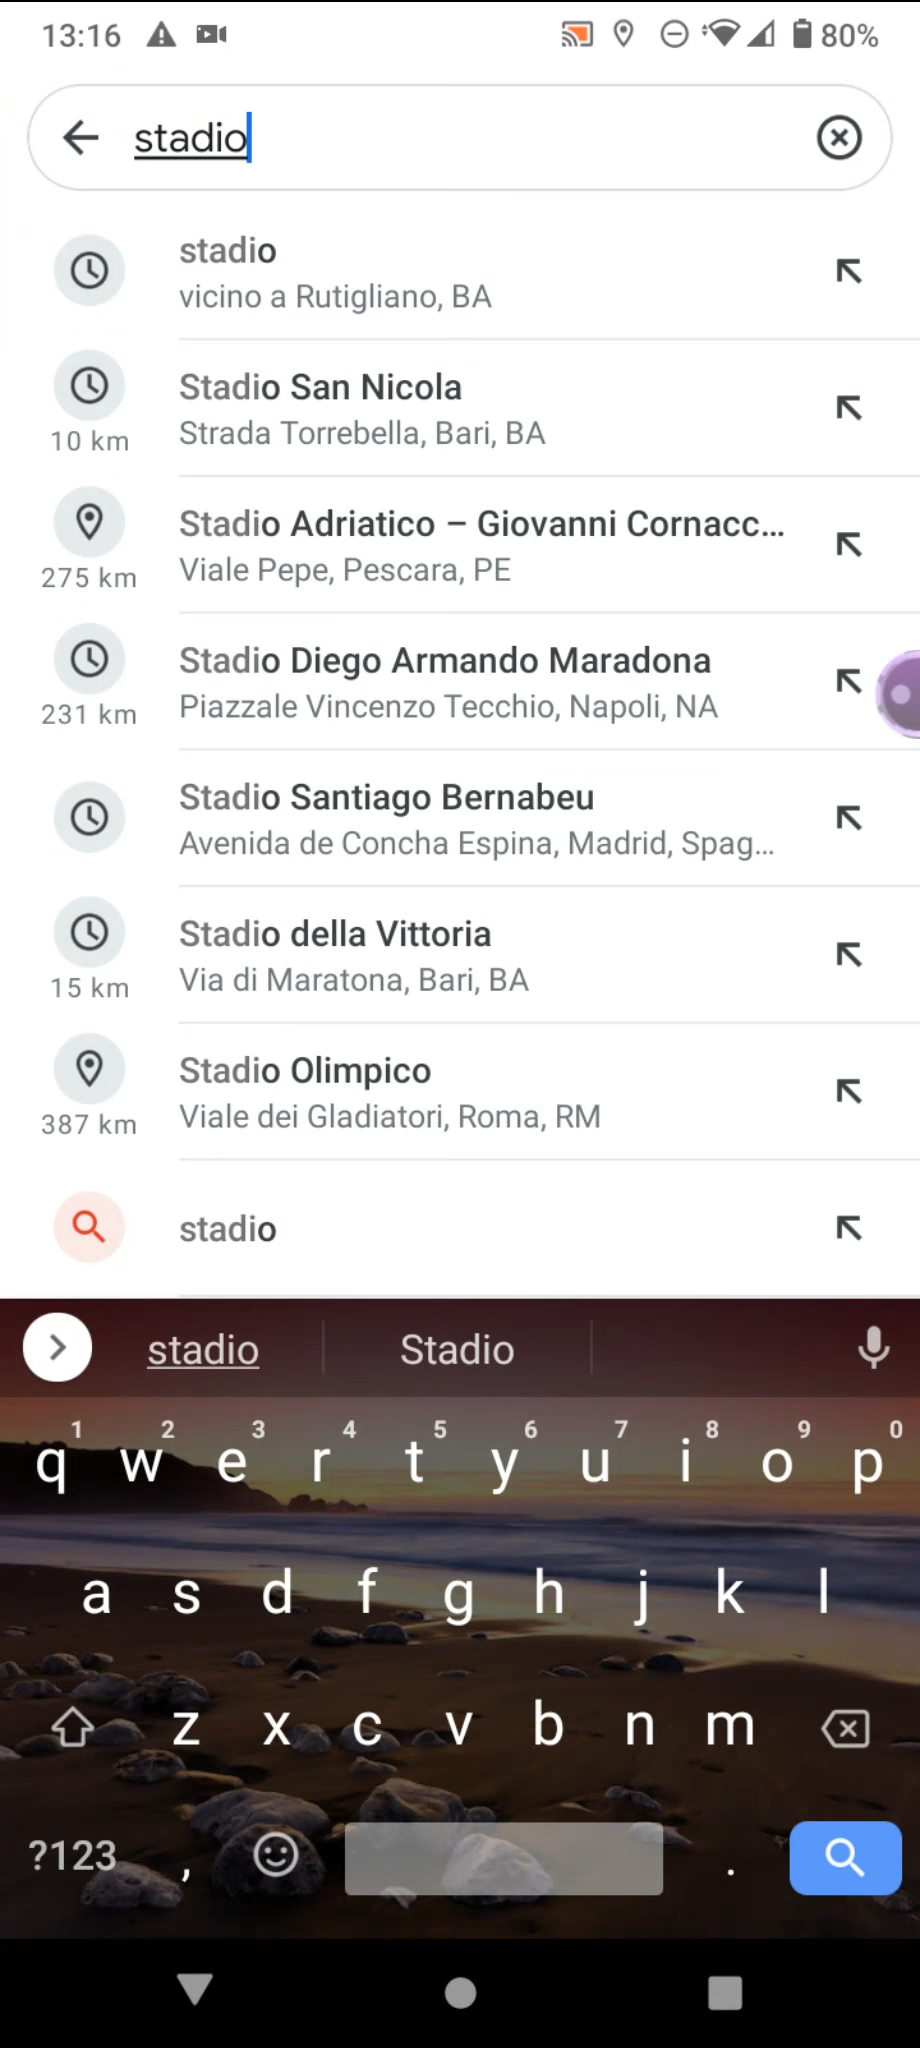 13:16
80%
stadio
stadio
vicino a Rutigliano, BA
Stadio San Nicola
10 km
Strada Torrebella, Bari, BA
Stadio Adriatico – Giovanni Cornacc...
275 km
Viale Pepe, Pescara, PE
Stadio Diego Armando Maradona
231 km
Piazzale Vincenzo Tecchio, Napoli, NA
Stadio Santiago Bernabeu
Avenida de Concha Espina, Madrid, Spag...
Stadio della Vittoria
15 km
Via di Maratona, Bari, BA
Stadio Olimpico
387 km
Viale dei Gladiatori, Roma, RM
stadio
stadio Stadio
1 2 3 4 5 6 7 8 9 0
q w e r t y u i o p
a s d f g h j k l
z x c v b n m
?123 , .